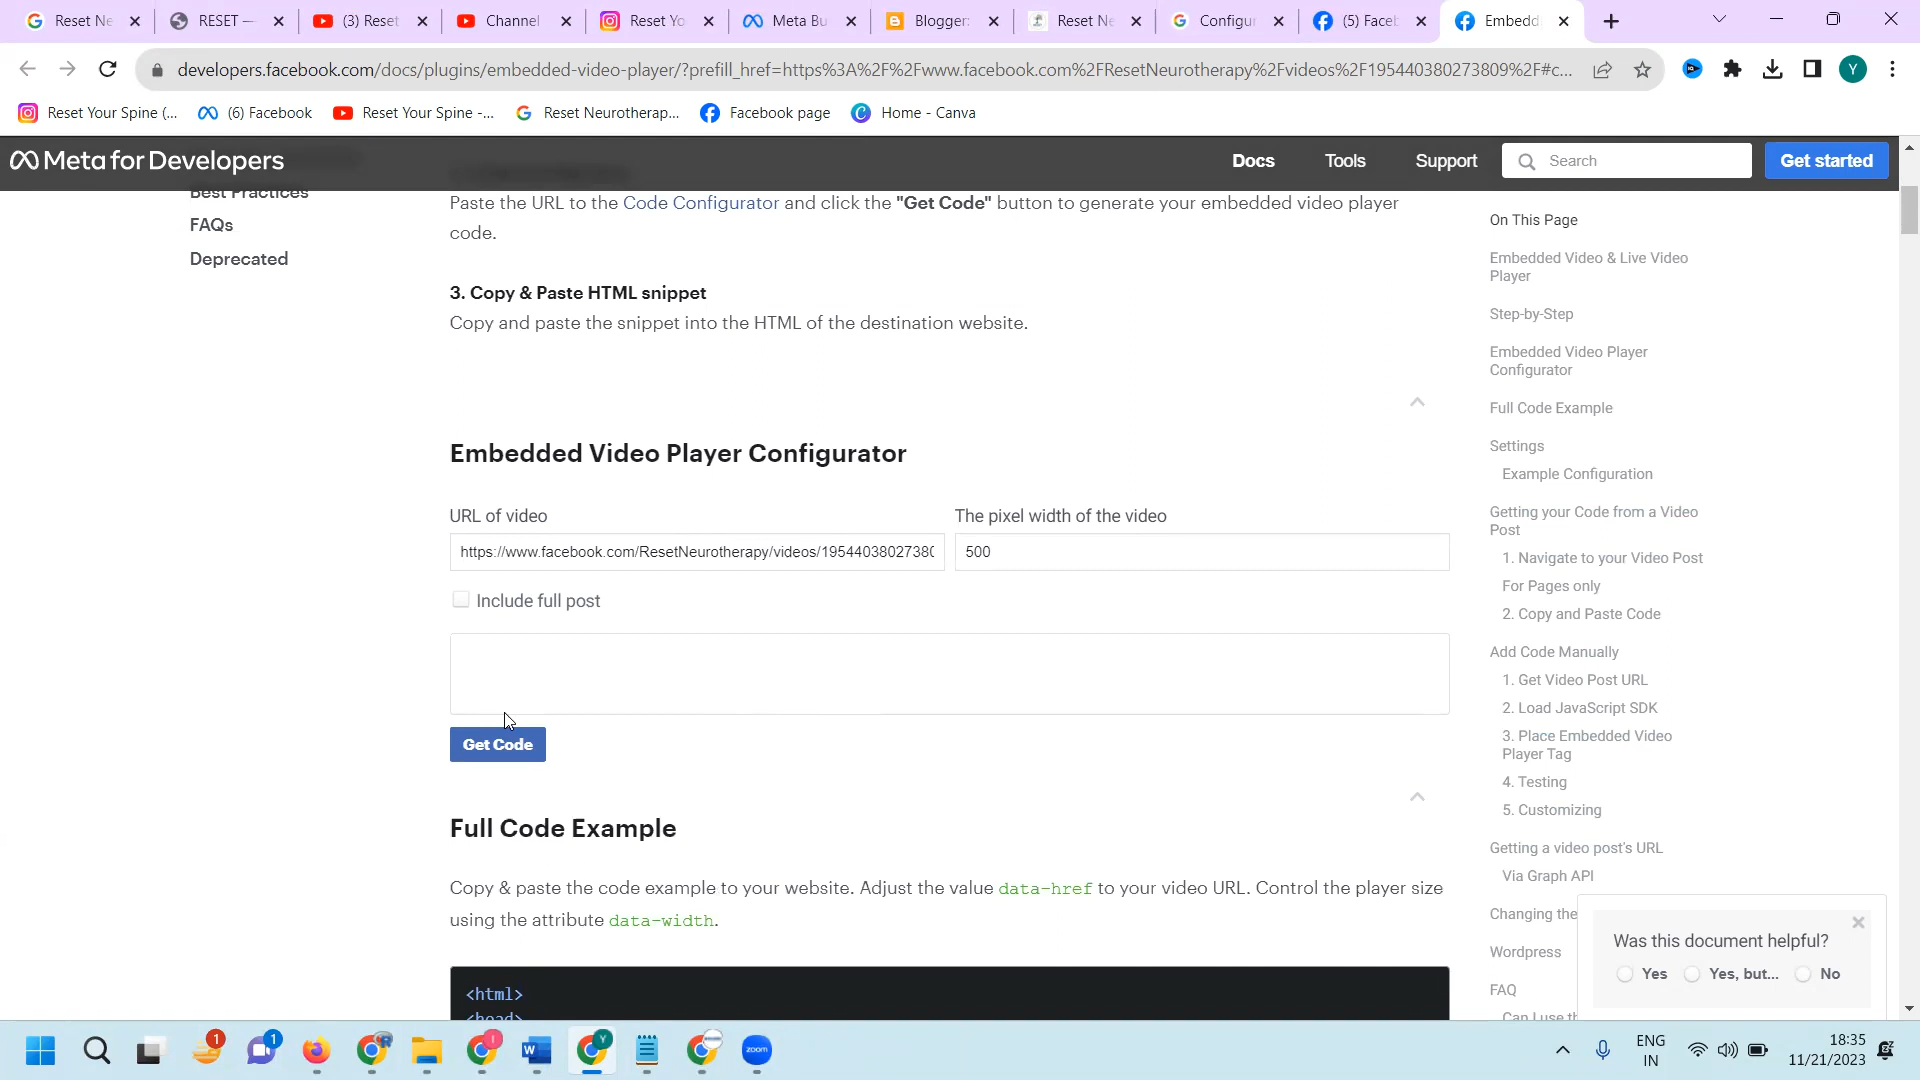 Reset Ne
RESET —
(3) Reset
Channel
Reset Yo
Meta Bu
Blogger:
Reset Ne
Configur
(5) Faceb
Embedd
developers.facebook.com/docs/plugins/embedded-video-player/?prefill_href=https%3A%2F%2Fwww.facebook.com%2FResetNeurotherapy%2Fvideos%2F195440380273809%2F#c...
Y
Reset Your Spine (...
(6) Facebook
Reset Your Spine -...
Reset Neurotherap...
Facebook page
Home - Canva
Meta for Developers
Docs
Tools
Support
Search
Get started
Best Practices
FAQs
Deprecated
Paste the URL to the Code Configurator and click the "Get Code" button to generate your embedded video player
code.
3. Copy & Paste HTML snippet
Copy and paste the snippet into the HTML of the destination website.
Embedded Video Player Configurator
URL of video
The pixel width of the video
https://www.facebook.com/ResetNeurotherapy/videos/1954403802738(
500
Include full post
Get Code
Full Code Example
Copy & paste the code example to your website. Adjust the value data-href to your video URL. Control the player size
using the attribute data-width.
<html>
<head>
On This Page
Embedded Video & Live Video
Player
Step-by-Step
Embedded Video Player
Configurator
Full Code Example
Settings
Example Configuration
Getting your Code from a Video
Post
1. Navigate to your Video Post
For Pages only
2. Copy and Paste Code
Add Code Manually
1. Get Video Post URL
2. Load JavaScript SDK
3. Place Embedded Video
Player Tag
4. Testing
5. Customizing
Getting a video post's URL
Via Graph API
Changing the
Wordpress
FAQ
Can I use th
Was this document helpful?
Yes
Yes, but...
No
1
1
Y
zoom
ENG
IN
18:35
11/21/2023